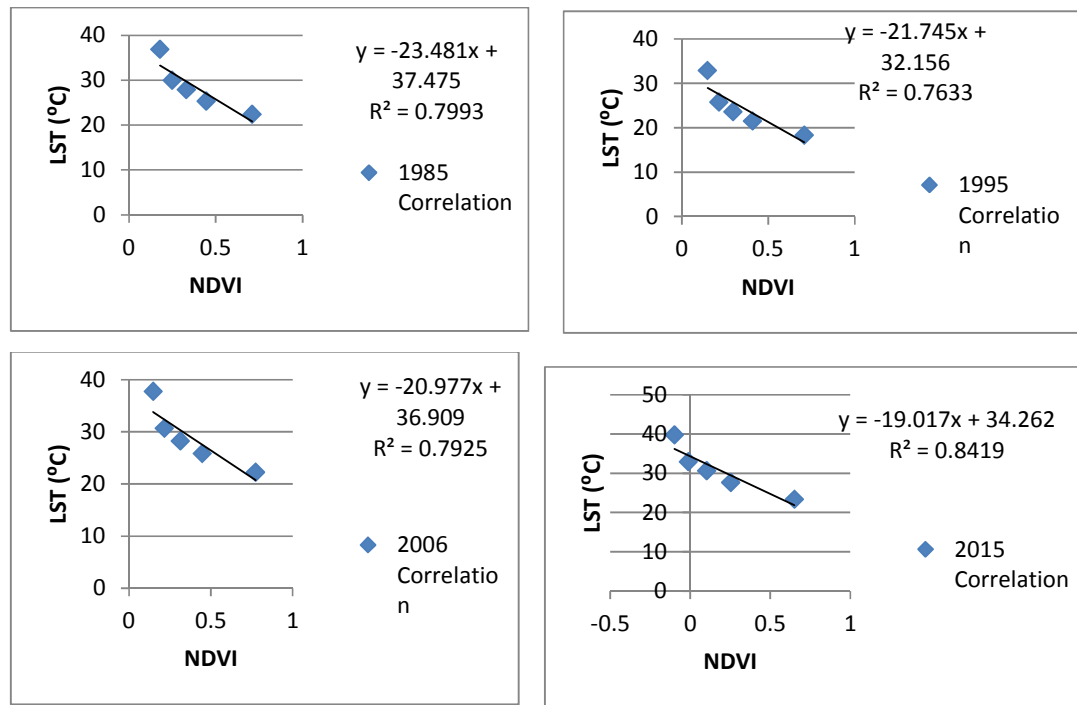 40
30
20
10
0
LST (⁰C)
0
0.5
1
NDVI
y = -23.481x +
37.475
R² = 0.7993
1985
Correlation
40
30
20
10
0
LST (⁰C)
0
0.5
1
NDVI
y = -21.745x +
32.156
R² = 0.7633
1995
Correlatio
n
40
30
20
10
0
LST (⁰C)
0
0.5
1
NDVI
y = -20.977x +
36.909
R² = 0.7925
2006
Correlatio
n
50
40
30
20
10
0
LST (⁰C)
-0.5
0
0.5
1
NDVI
y = -19.017x + 34.262
R² = 0.8419
2015
Correlation